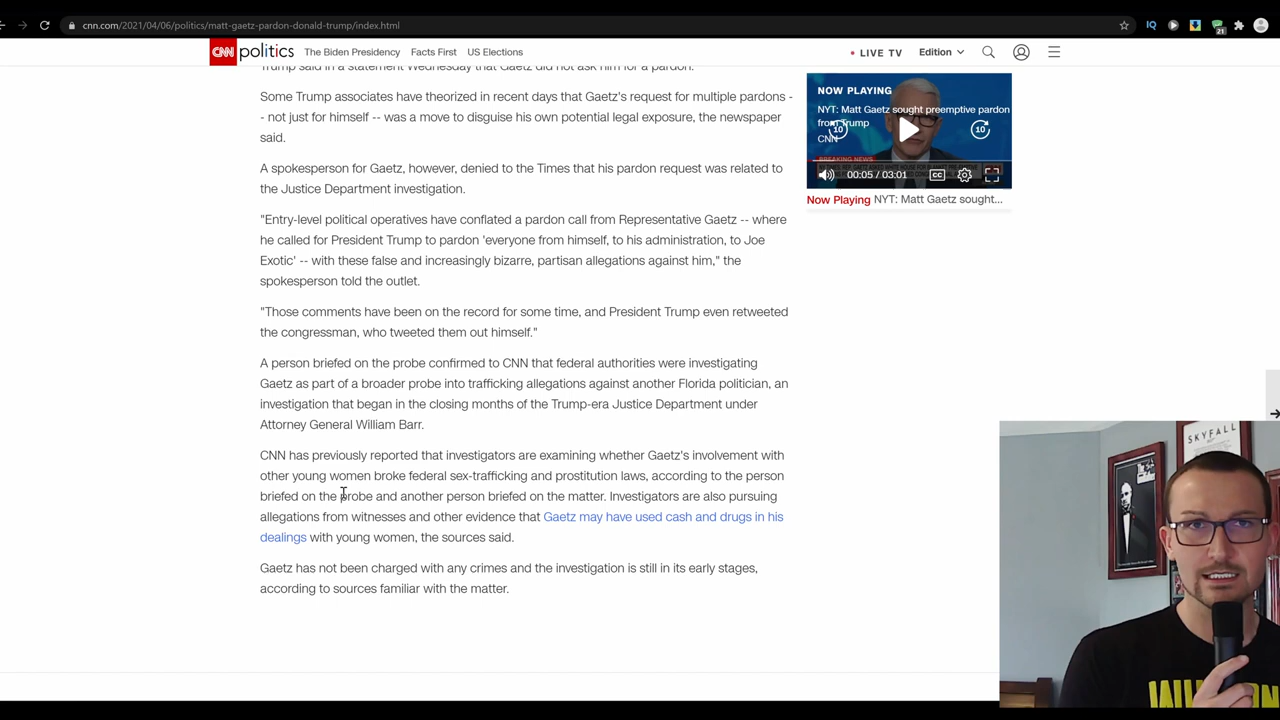 cnn.com/2021/04/06/politics/matt-gaetz-pardon-donald-trump/index.html
IQ
21
CNN politics The Biden Presidency Facts First US Elections
LIVE TV Edition
Trump said in a statement Wednesday that Gaetz did not ask him for a pardon.
Some Trump associates have theorized in recent days that Gaetz's request for multiple pardons -
- not just for himself -- was a move to disguise his own potential legal exposure, the newspaper
said.
A spokesperson for Gaetz, however, denied to the Times that his pardon request was related to
the Justice Department investigation.
"Entry-level political operatives have conflated a pardon call from Representative Gaetz -- where
he called for President Trump to pardon 'everyone from himself, to his administration, to Joe
Exotic' -- with these false and increasingly bizarre, partisan allegations against him," the
spokesperson told the outlet.
"Those comments have been on the record for some time, and President Trump even retweeted
the congressman, who tweeted them out himself."
A person briefed on the probe confirmed to CNN that federal authorities were investigating
Gaetz as part of a broader probe into trafficking allegations against another Florida politician, an
investigation that began in the closing months of the Trump-era Justice Department under
Attorney General William Barr.
CNN has previously reported that investigators are examining whether Gaetz's involvement with
other young women broke federal sex-trafficking and prostitution laws, according to the person
briefed on the probe and another person briefed on the matter. Investigators are also pursuing
allegations from witnesses and other evidence that Gaetz may have used cash and drugs in his
dealings with young women, the sources said.
Gaetz has not been charged with any crimes and the investigation is still in its early stages,
according to sources familiar with the matter.
NOW PLAYING
NYT: Matt Gaetz sought preemptive pardon
from Trump
CNN
10
10
BREAKING NEWS
00:05 / 03:01
CC
Now Playing NYT: Matt Gaetz sought...
SKYFALL